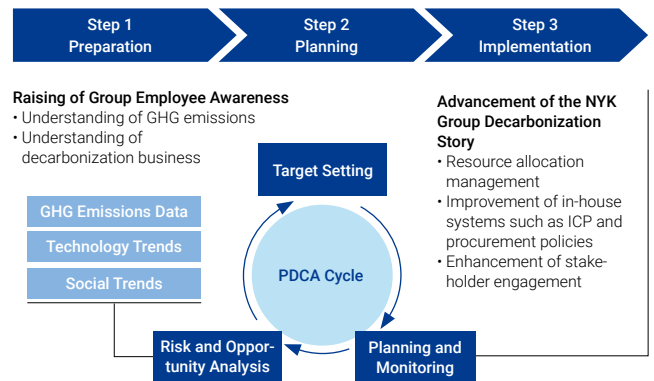 Step 1
Preparation
Step 2
Planning
Step 3
Implementation
Raising of Group Employee Awareness
• Understanding of GHG emissions
• Understanding of
decarbonization business
GHG Emissions Data
Technology Trends
Social Trends
Target Setting
PDCA Cycle
Risk and Oppor-
tunity Analysis
Planning and
Monitoring
Advancement of the NYK
Group Decarbonization
Story
• Resource allocation
management
• Improvement of in-house
systems such as ICP and
procurement policies
• Enhancement of stake-
holder engagement